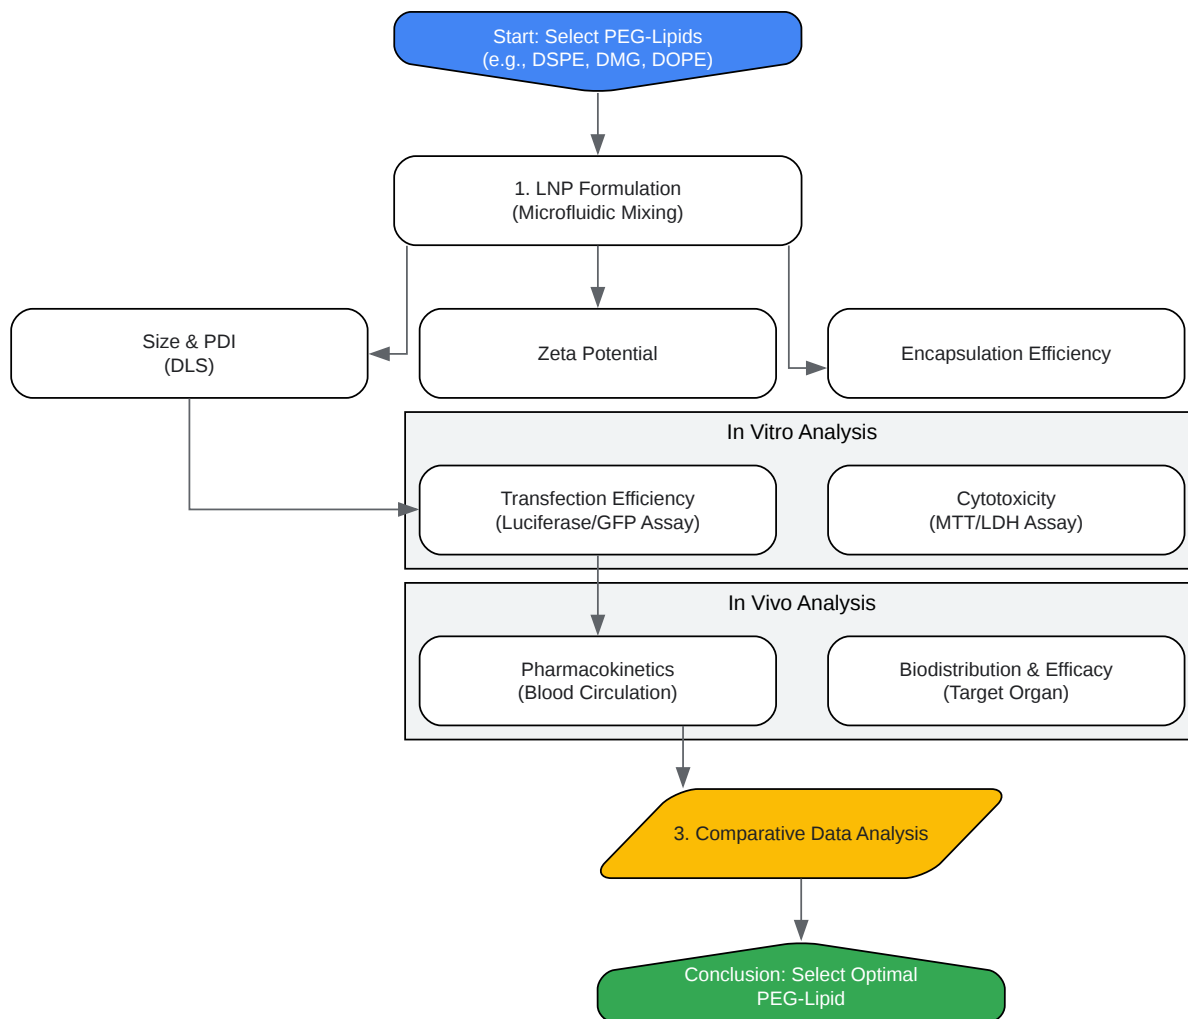 Start: Select PEG-Lipids
(e.g., DSPE, DMG, DOPE)
1. LNP Formulation
(Microfluidic Mixing)
Size & PDI
(DLS)
Zeta Potential
Encapsulation Efficiency
In Vitro Analysis
Transfection Efficiency
(Luciferase/GFP Assay)
Cytotoxicity
(MTT/LDH Assay)
In Vivo Analysis
Pharmacokinetics
(Blood Circulation)
Biodistribution & Efficacy
(Target Organ)
3. Comparative Data Analysis
Conclusion: Select Optimal
PEG-Lipid